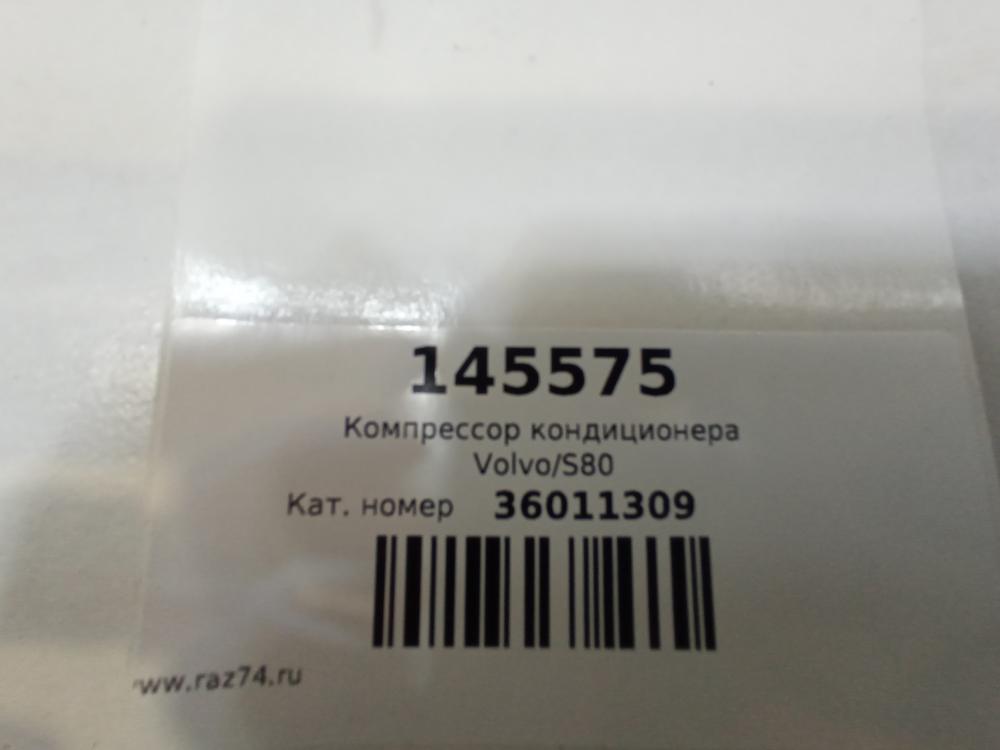 145575
Компрессор кондиционера
Volvo/S80
Кат. номер 36011309
www.raz74.ru